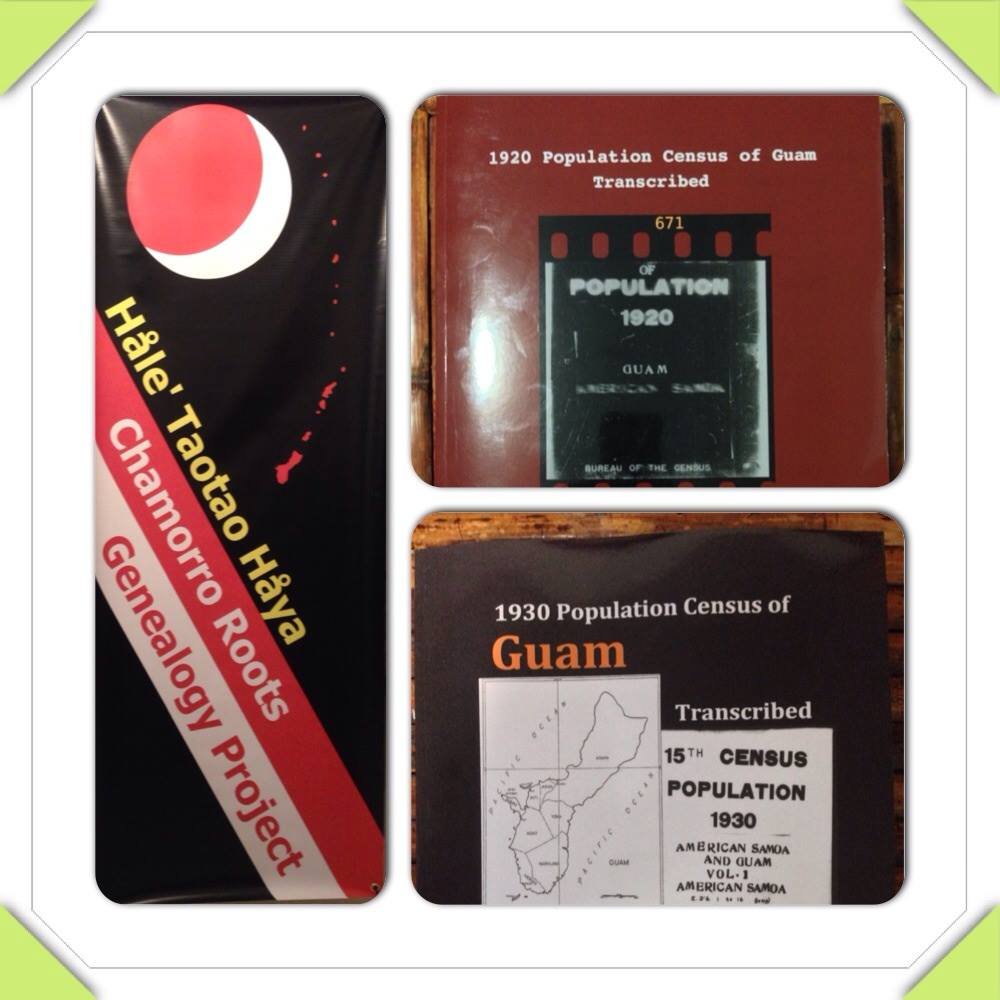 Håle' Taotao Håya
Chamorro Roots
Genealogy Project
1920 Population Census of Guam
Transcribed
671
OF
POPULATION
1920
GUAM
AMERICAN SAMOA
BUREAU OF THE CENSUS
1930 Population Census of
Guam
Transcribed
PACIFIC OCEAN
PACIFIC OCEAN
GUAM
15TH CENSUS
POPULATION
1930
AMERICAN SAMOA
AND GUAM
VOL·1
AMERICAN SAMOA